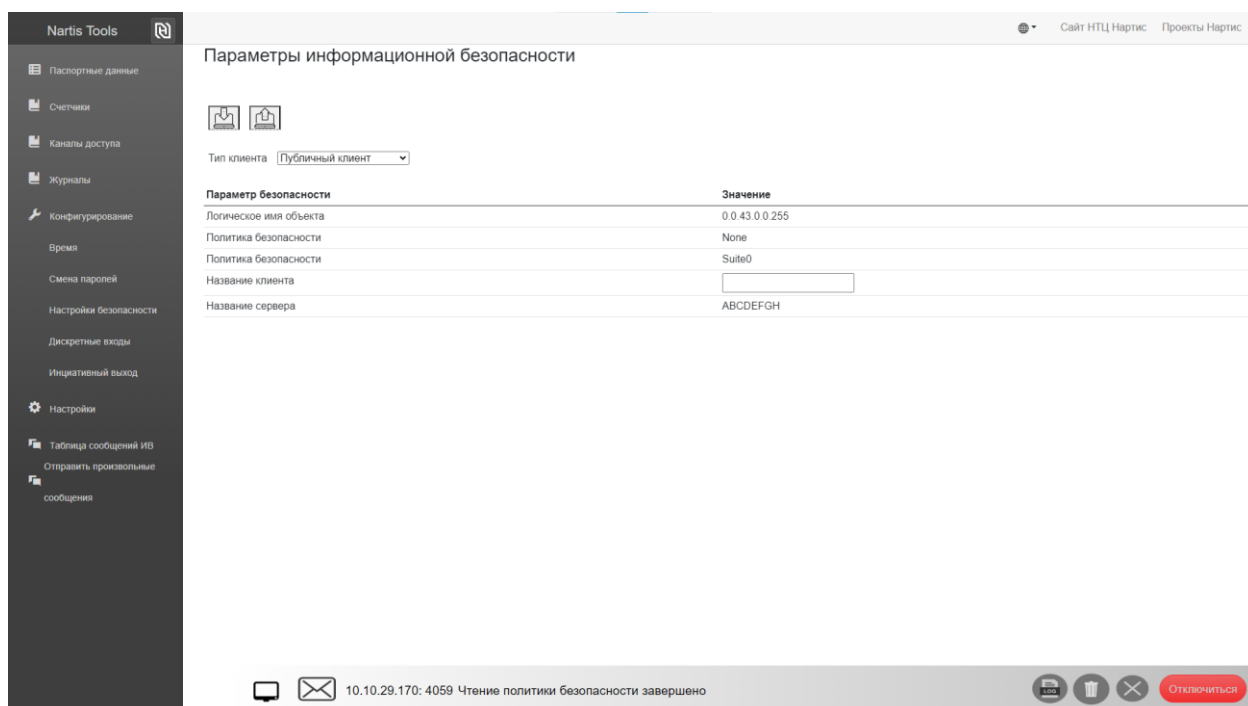 Nartis Tools
Сайт НТЦ Нартис Проекты Нартис
Параметры информационной безопасности
Паспортные данные
Счетчики
Каналы доступа
Журналы
Конфигурирование
Время
Смена паролей
Настройки безопасности
Дискретные входы
Инициативный выход
Настройки
Таблица сообщений ИВ
Отправить произвольные
сообщения
Тип клиента Публичный клиент
Параметр безопасности Значение
Логическое имя объекта 0.0.43.0.0.255
Политика безопасности None
Политика безопасности Suite0
Название клиента
Название сервера ABCDEFGH
10.10.29.170: 4059 Чтение политики безопасности завершено
LOG
Отключиться